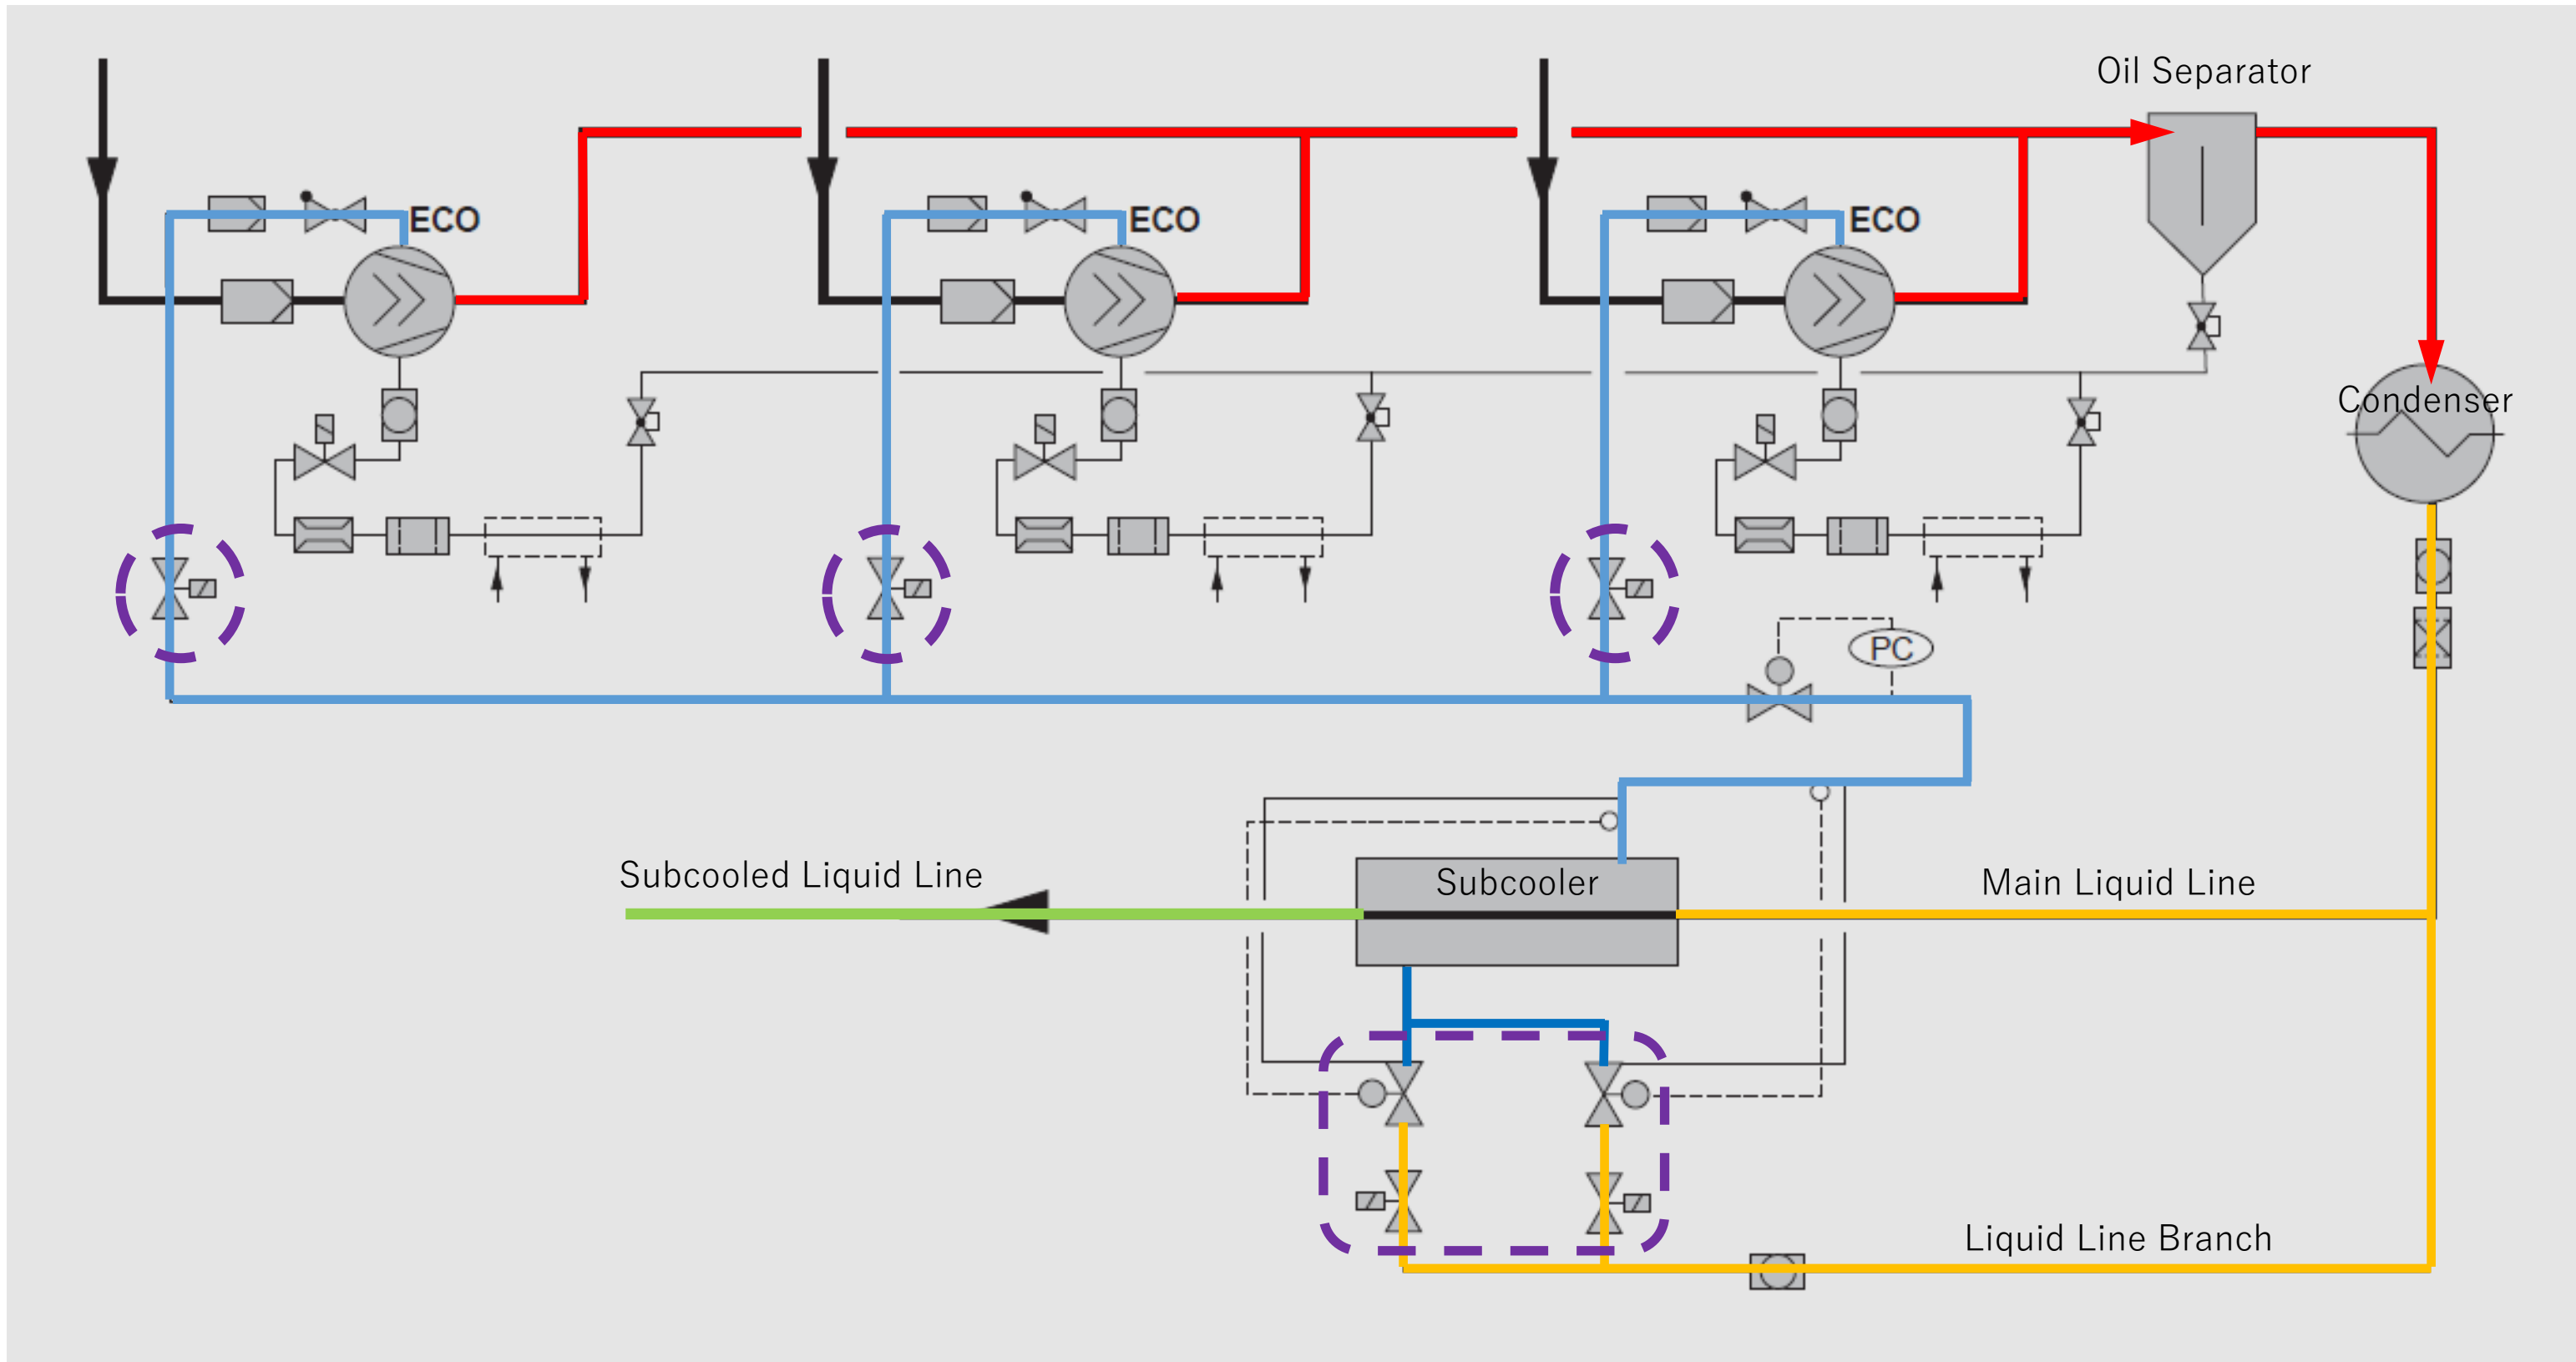 Oil Separator
ECO
ECO
ECO
Condenser
PC
Subcooled Liquid Line
Subcooler
Main Liquid Line
Liquid Line Branch